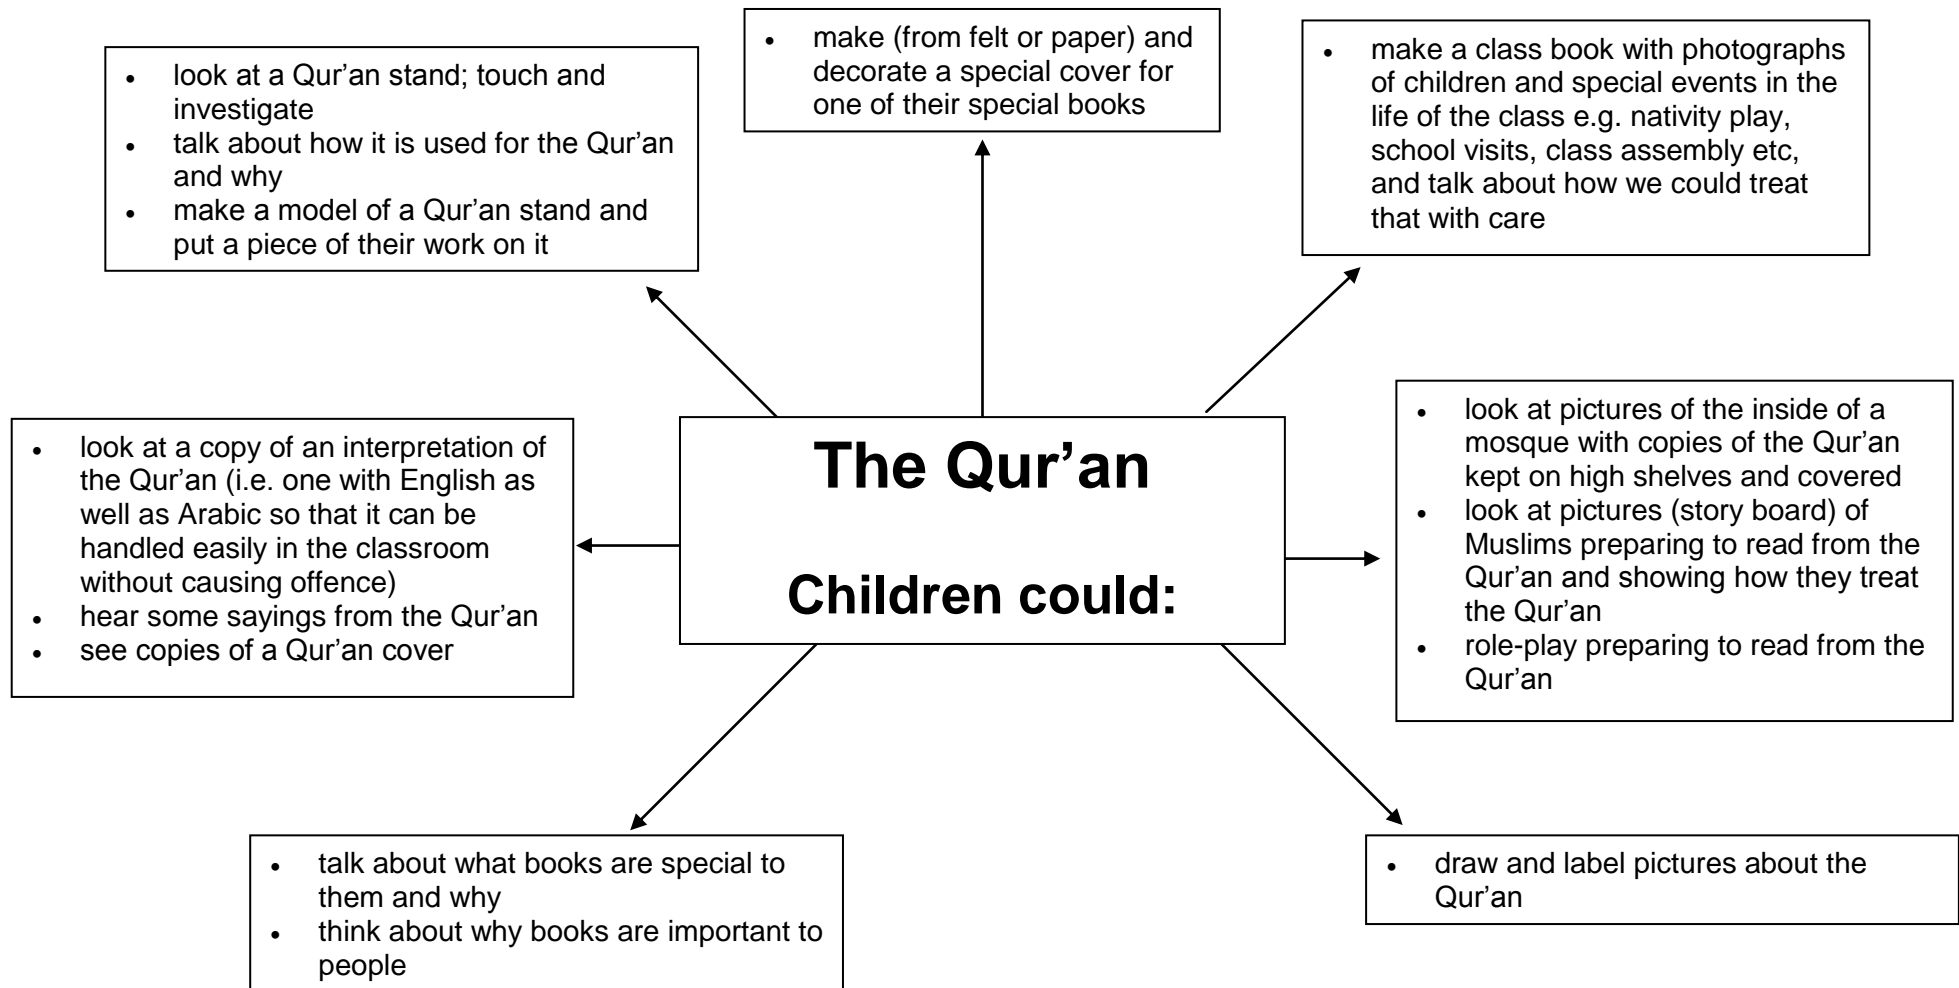 • look at a Qur’an stand; touch and
investigate
• talk about how it is used for the Qur’an
and why
• make a model of a Qur’an stand and
put a piece of their work on it
• make (from felt or paper) and
decorate a special cover for
one of their special books
• make a class book with photographs
of children and special events in the
life of the class e.g. nativity play,
school visits, class assembly etc,
and talk about how we could treat
that with care
• look at a copy of an interpretation of
the Qur’an (i.e. one with English as
well as Arabic so that it can be
handled easily in the classroom
without causing offence)
• hear some sayings from the Qur’an
• see copies of a Qur’an cover
The Qur’an
Children could:
• look at pictures of the inside of a
mosque with copies of the Qur’an
kept on high shelves and covered
• look at pictures (story board) of
Muslims preparing to read from the
Qur’an and showing how they treat
the Qur’an
• role-play preparing to read from the
Qur’an
• talk about what books are special to
them and why
• think about why books are important to
people
• draw and label pictures about the
Qur’an